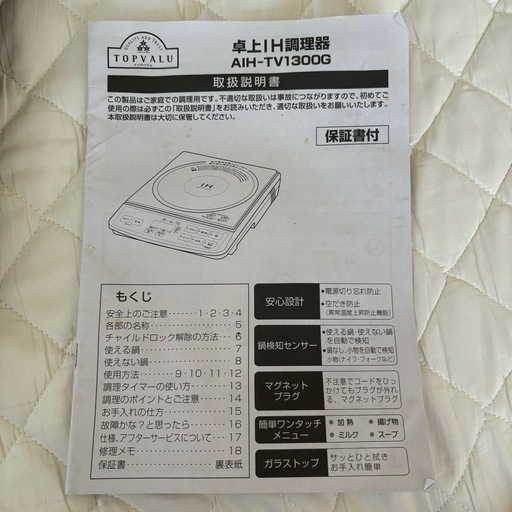 QUALITY AND TRUST
TOPVALU
トップバリュ
卓上IH調理器
AIH-TV1300G
取扱説明書
この製品はご家庭での調理用です。不適切な取扱いは事故につながりますので、初めてご
使用の際は必ずこの「取扱説明書」をお読みいただき、適切な取扱いをお願いいたします。
本取扱説明書は大切に保管してください。
保証書付
IH
もくじ
安全上のご注意・・・・・・・・1・2・3・4
各部の名称・・・・・・・・・・・・・・・・・5
チャイルドロック解除の方法・・・6
使える鍋・・・・・・・・・・・・・・・・・・・7
使えない鍋・・・・・・・・・・・・・・・・・8
使用方法・・・・・・・9・10・11・12
調理タイマーの使い方・・・・・・13
調理のポイントとご注意・・・・14
お手入れの仕方・・・・・・・・・・・15
故障かな?と思ったら・・・・・・16
仕様、アフターサービスについて・・・17
修理メモ・・・・・・・・・・・・・・・・・18
保証書・・・・・・・・・・・・・・裏表紙
安心設計
●電源切り忘れ防止
●空だき防止
(異常温度上昇防止機能)
鍋検知センサー
●使える鍋・使えない鍋
を自動で検知
●鍋なし、小物を自動で検知
小物(ナイフ・フォークなど)
マグネット
プラグ
不注意でコードをひっ
かけてもプラグが外れ
る、マグネットプラグ
簡単ワンタッチ
メニュー
●加熱 ●揚げ物
●ミルク ●スープ
ガラストップ
サッとひと拭き
お手入れ簡単